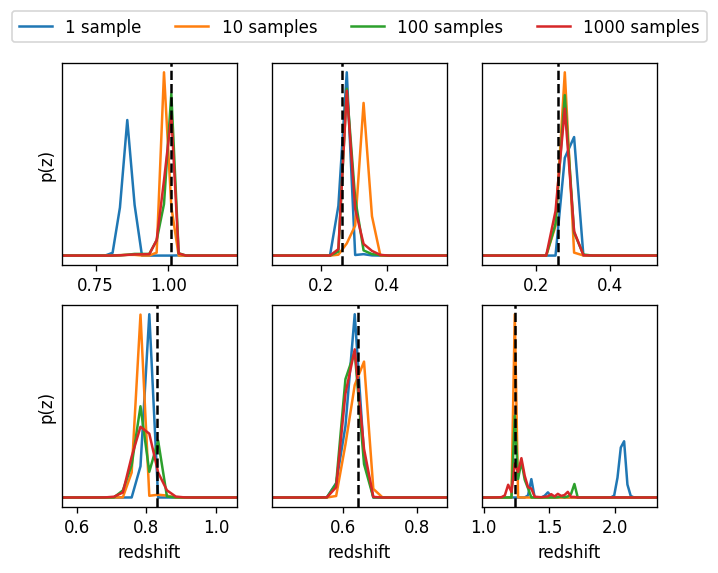 1 sample 10 samples 100 samples 1000 samples
p(z)
0.75 1.00 0.2 0.4 0.2 0.4
p(z)
0.6 0.8 1.0 0.6 0.8 1.0 1.5 2.0
redshift redshift redshift